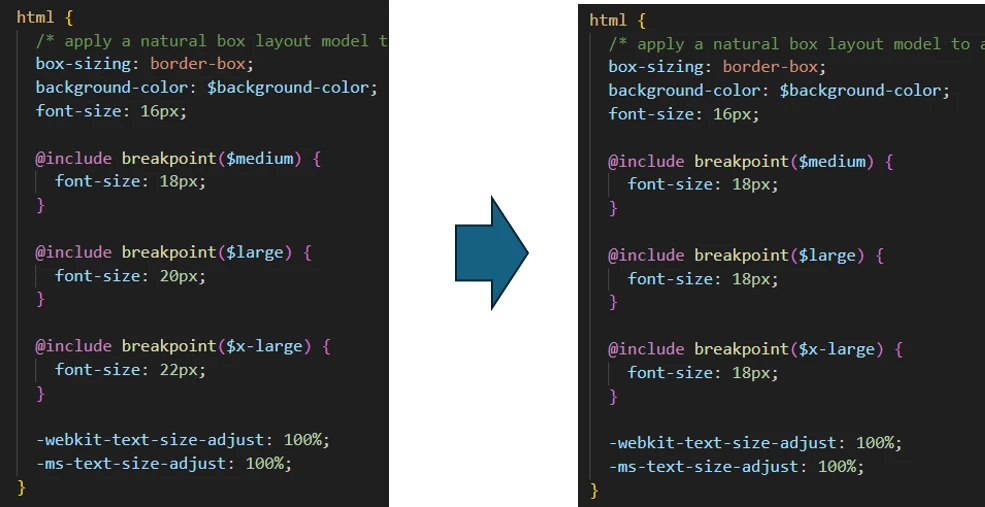 html {
/* apply a natural box layout model t
box-sizing: border-box;
background-color: $background-color;
font-size: 16px;
@include breakpoint($medium) {
font-size: 18px;
}
@include breakpoint($large) {
font-size: 20px;
}
@include breakpoint($x-large) {
font-size: 22px;
}
-webkit-text-size-adjust: 100%;
-ms-text-size-adjust: 100%;
}
html {
/* apply a natural box layout model to a
box-sizing: border-box;
background-color: $background-color;
font-size: 16px;
@include breakpoint($medium) {
font-size: 18px;
}
@include breakpoint($large) {
font-size: 18px;
}
@include breakpoint($x-large) {
font-size: 18px;
}
-webkit-text-size-adjust: 100%;
-ms-text-size-adjust: 100%;
}